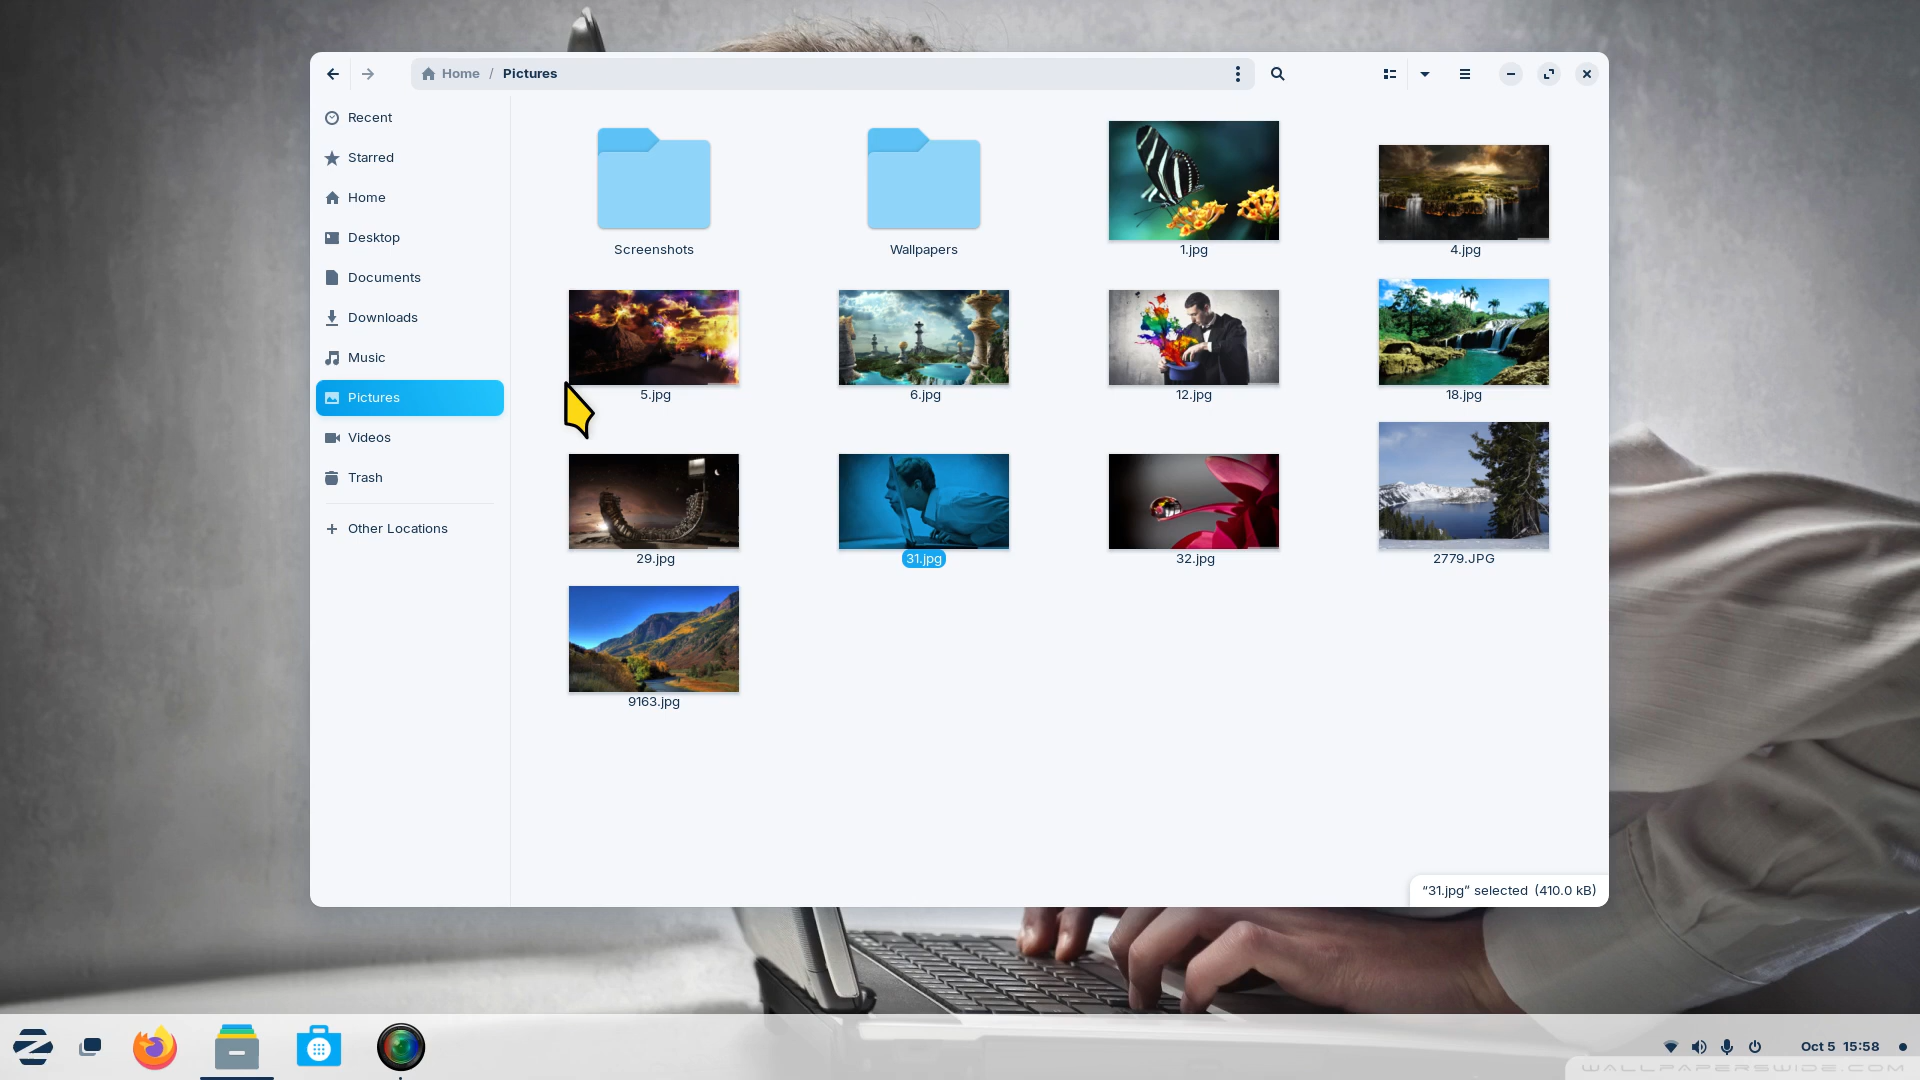 Home / Pictures
Recent
Starred
Home
Desktop
Documents
Downloads
Music
Pictures
Videos
Trash
Other Locations
Screenshots
Wallpapers
1.jpg
4.jpg
5.jpg
6.jpg
12.jpg
18.jpg
29.jpg
31.jpg
32.jpg
2779.JPG
9163.jpg
“31.jpg” selected (410.0 kB)
Oct 5 15:58
WALLPAPERSWIDE.COM